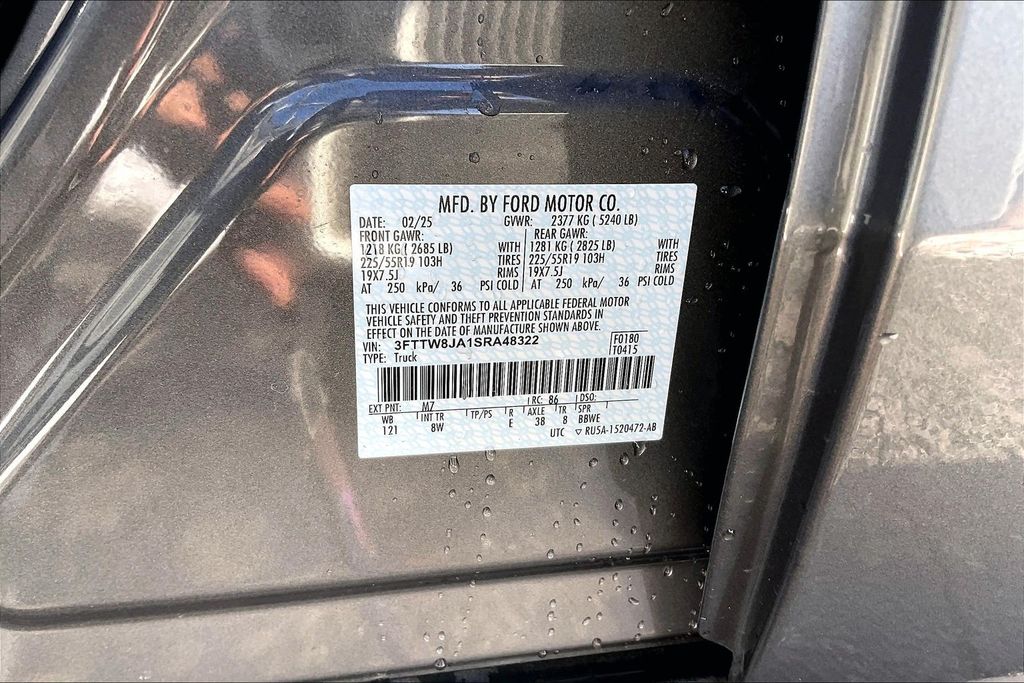 MFD. BY FORD MOTOR CO.
DATE: 02/25 GVWR: 2377 KG ( 5240 LB)
FRONT GAWR: REAR GAWR:
1218 KG ( 2685 LB) WITH 1281 KG ( 2825 LB) WITH
225/55R19 103H TIRES 225/55R19 103H TIRES
19X7.5J RIMS 19X7.5J RIMS
AT 250 kPa/ 36 PSI COLD AT 250 kPa/ 36 PSI COLD
THIS VEHICLE CONFORMS TO ALL APPLICABLE FEDERAL MOTOR
VEHICLE SAFETY AND THEFT PREVENTION STANDARDS IN
EFFECT ON THE DATE OF MANUFACTURE SHOWN ABOVE.
VIN: 3FTTW8JA1SRA48322 F0180
TYPE: Truck T0415
EXT PNT: M7 RC: 86 DSO:
WB INT TR TP/PS R AXLE TR SPR
121 8W E 38 8 BBWE
UTC ▽ RU5A-1520472-AB